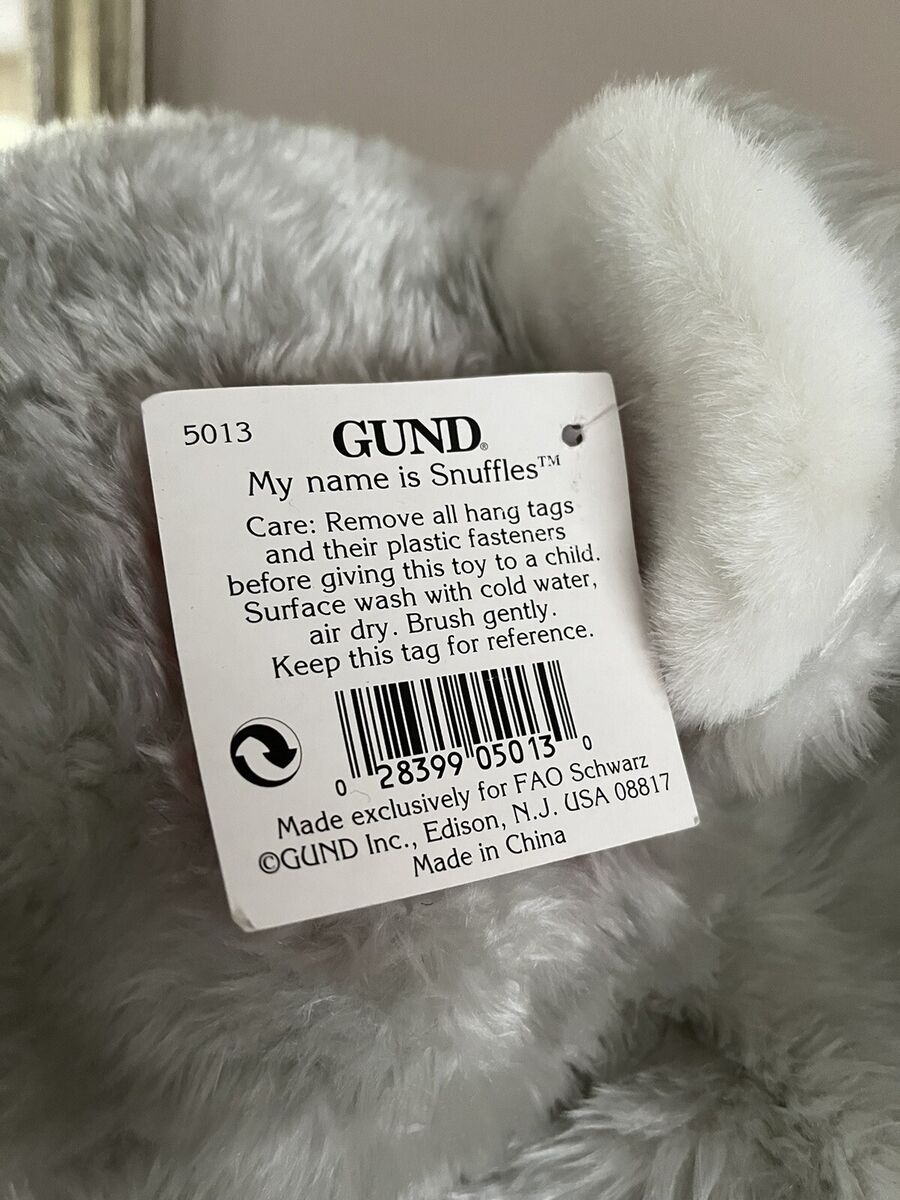 5013
GUND®
My name is Snuffles™
Care: Remove all hang tags
and their plastic fasteners
before giving this toy to a child.
Surface wash with cold water,
air dry. Brush gently.
Keep this tag for reference.
0 28399 05013 0
Made exclusively for FAO Schwarz
©GUND Inc., Edison, N.J. USA 08817
Made in China